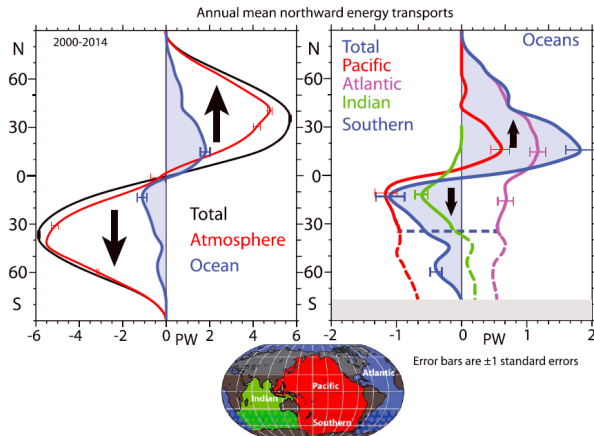 Annual mean northward energy transports
N
60
30
0
30
60
S
2000-2014
Total
Atmosphere
Ocean
-6
-4
-2
0
2
4
6
PW
N
60
30
0
30
60
S
Total
Pacific
Atlantic
Indian
Southern
Oceans
-2
-1
0
1
PW
Error bars are ±1 standard errors
Atlantic
Pacific
Indian
Southern